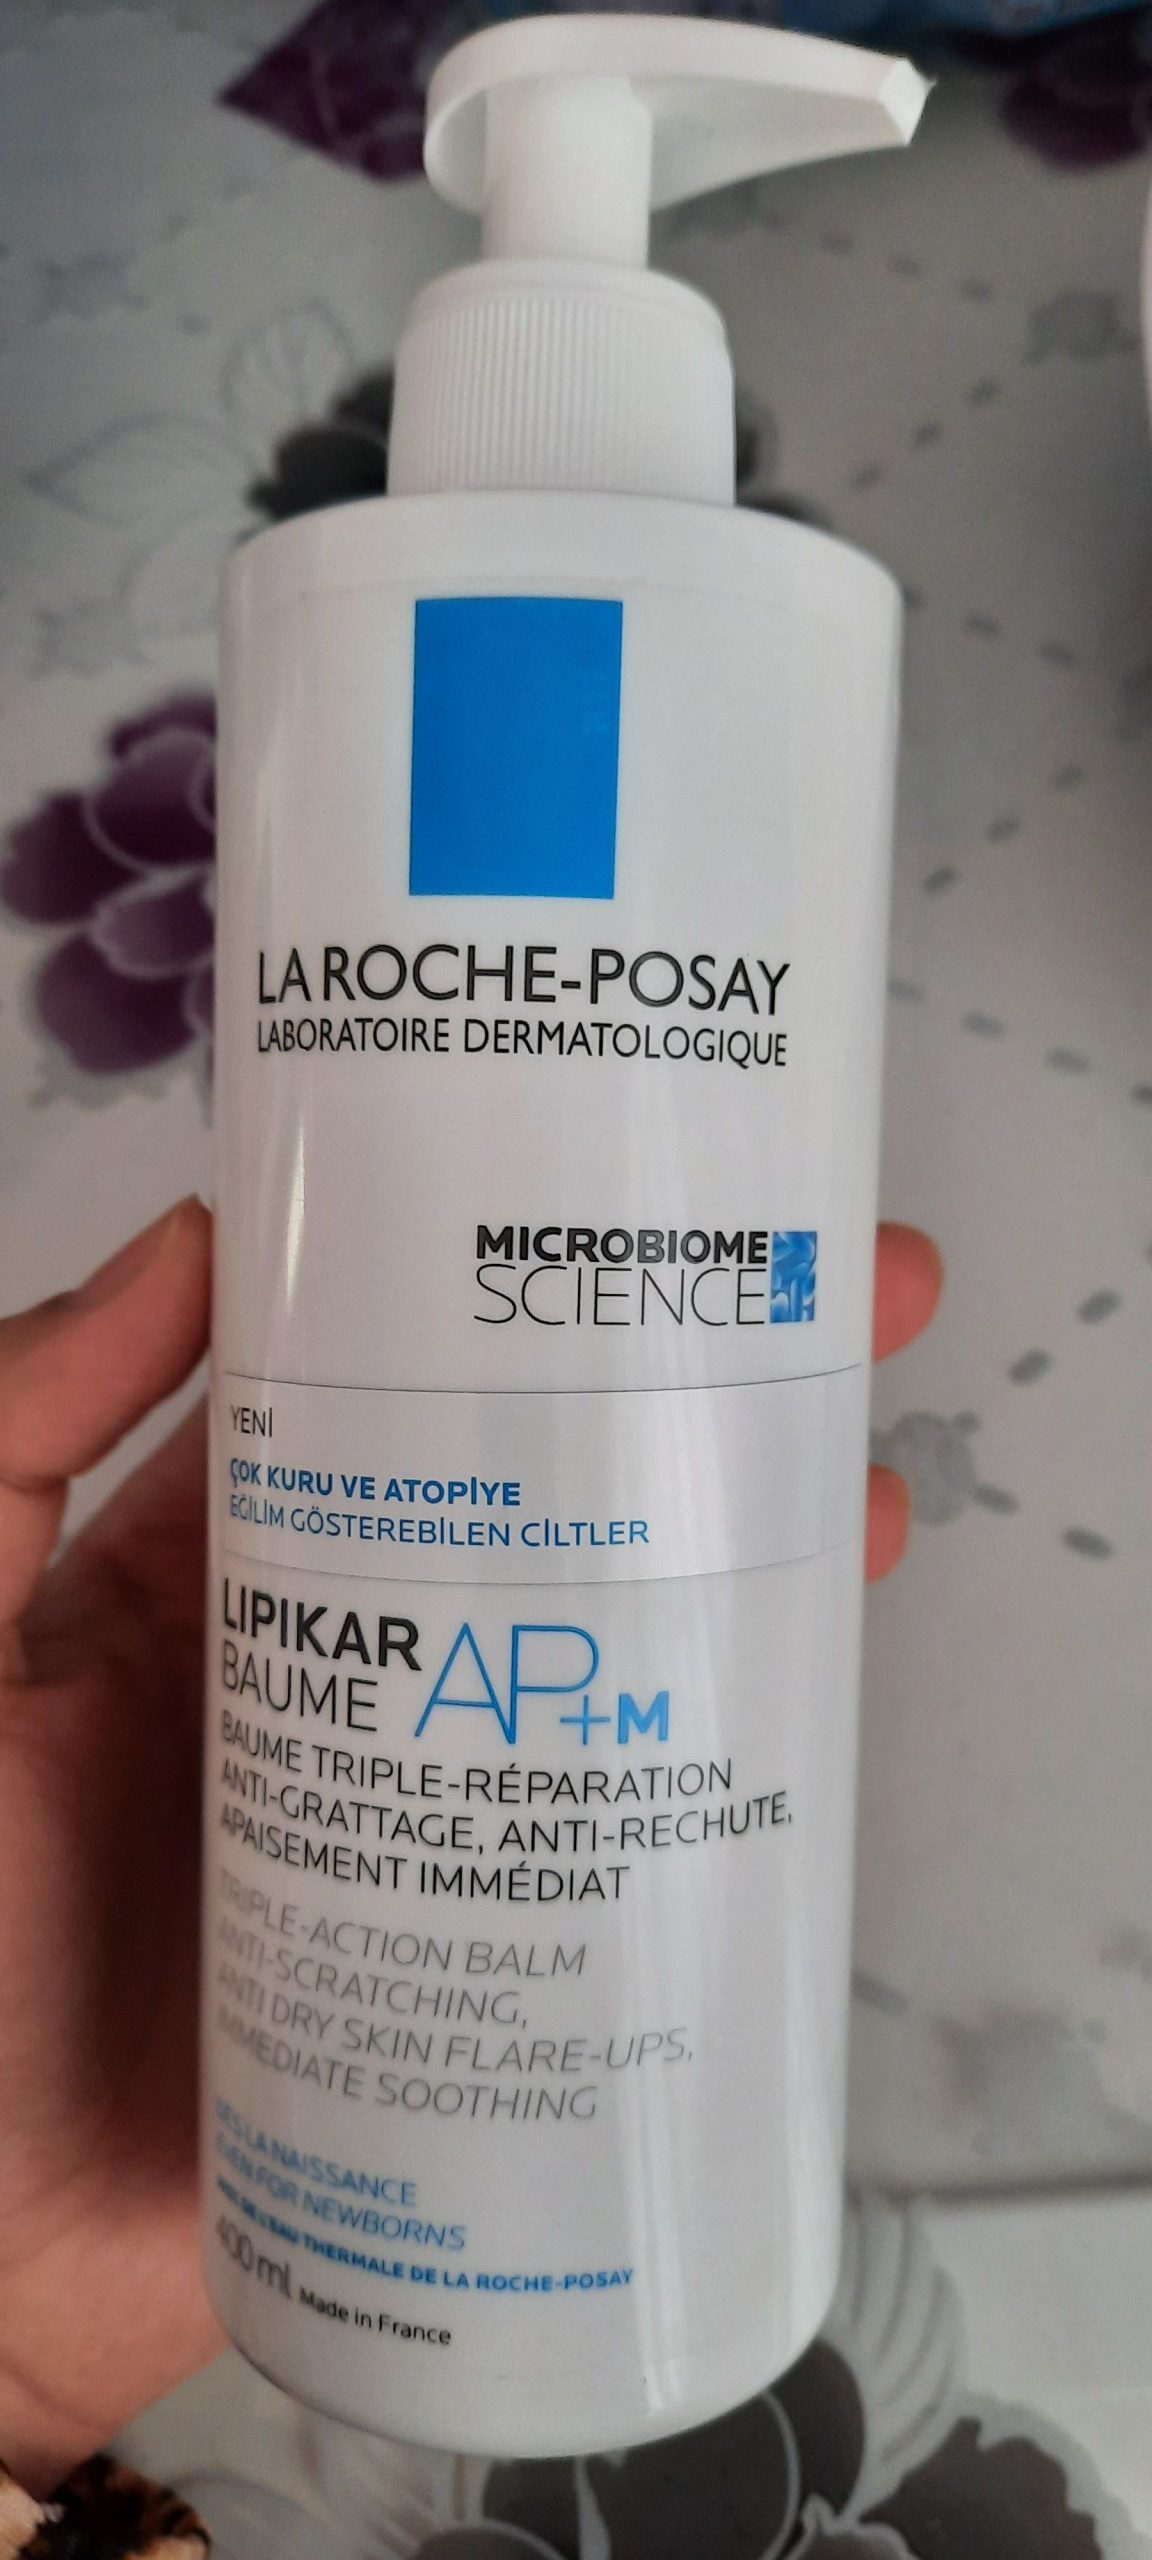 LA ROCHE-POSAY
LABORATOIRE DERMATOLOGIQUE
MICROBIOME
SCIENCE
YENİ
ÇOK KURU VE ATOPİYE
EĞİLİM GÖSTEREBİLEN CİLTLER
LIPIKAR
BAUME AP+M
BAUME TRIPLE-RÉPARATION
ANTI-GRATTAGE, ANTI-RECHUTE,
APAISEMENT IMMÉDIAT
TRIPLE-ACTION BALM
ANTI-SCRATCHING,
ANTI DRY SKIN FLARE-UPS,
IMMEDIATE SOOTHING
DÈS LA NAISSANCE
EVEN FOR NEWBORNS
DE L'EAU THERMALE DE LA ROCHE-POSAY
400 ml Made in France